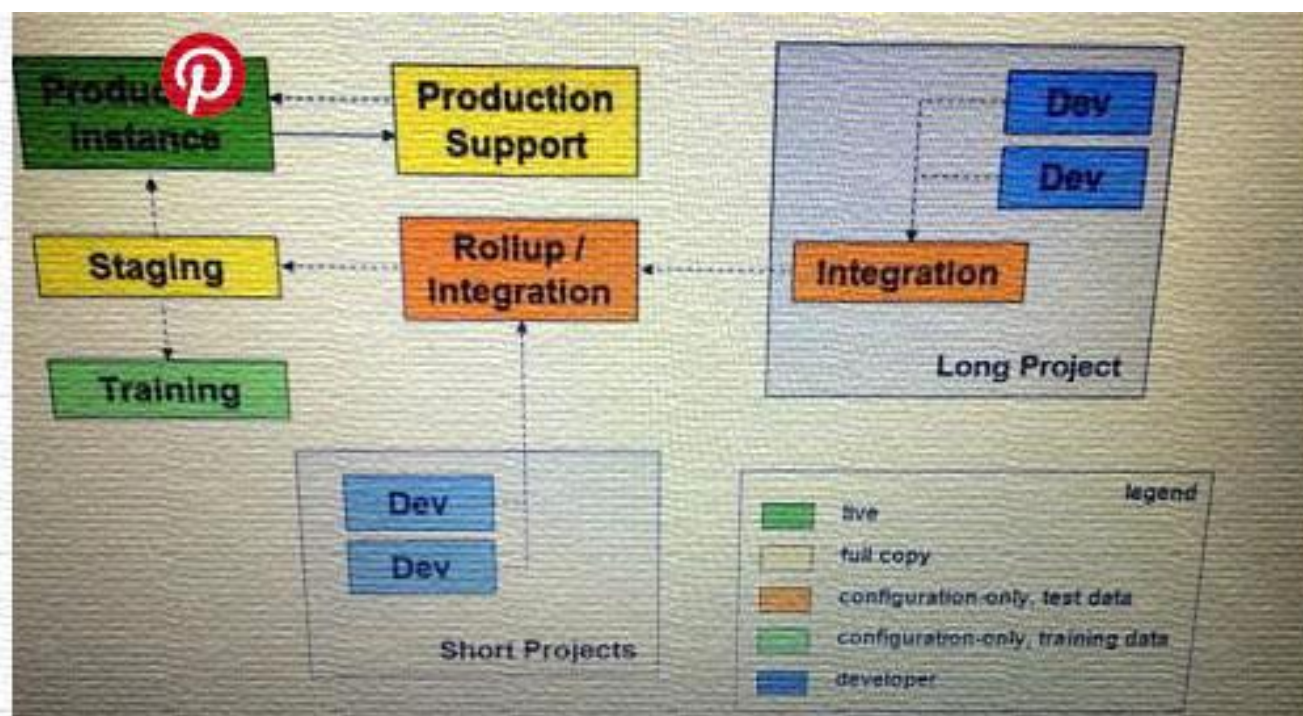 Instance
Production
Support
Dev
Dev
Staging
Rollup /
Integration
Integration
Training
Long Project
Dev
Dev
Short Projects
legend
live
full copy
configuration-only, test data
configuration-only, training data
developer